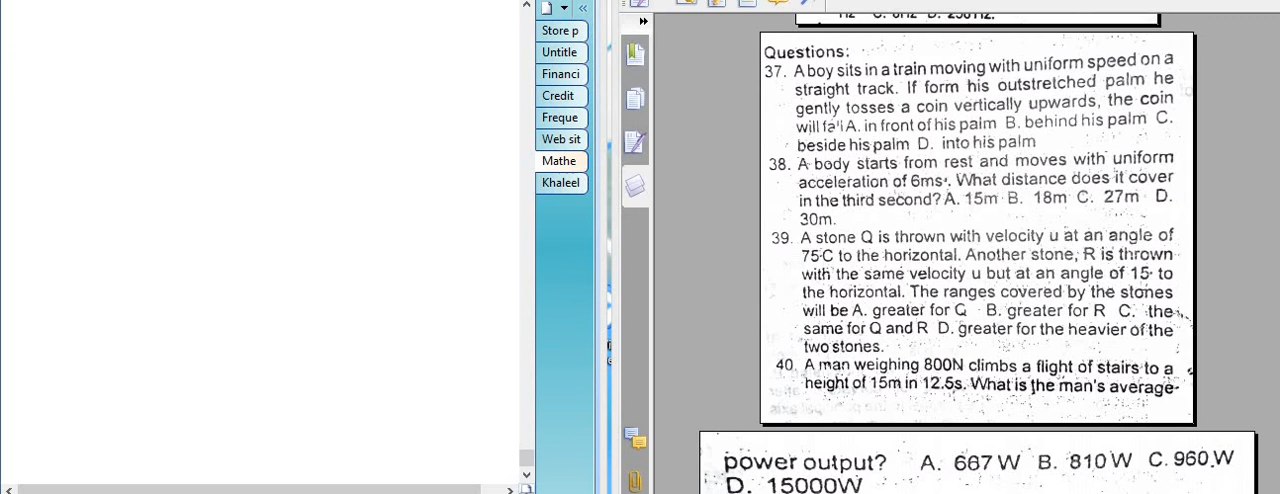 Store p
Untitle
Financi
Credit
Freque
Web sit
Mathe
Khaleel
Hz C. 8Hz D. 256Hz.
Questions:
37. A boy sits in a train moving with uniform speed on a
straight track. If form his outstretched palm he
gently tosses a coin vertically upwards, the coin
will fa'l A. in front of his palm B. behind his palm C.
beside his palm D. into his palm
38. A body starts from rest and moves with uniform
acceleration of 6ms². What distance does it cover
in the third second? A. 15m B. 18m C. 27m D.
30m.
39. A stone Q is thrown with velocity u at an angle of
75°C to the horizontal. Another stone, R is thrown
with the same velocity u but at an angle of 15° to
the horizontal. The ranges covered by the stones
will be A. greater for Q B. greater for R C. the
same for Q and R D. greater for the heavier of the
two stones.
40. A man weighing 800N climbs a flight of stairs to a
height of 15m in 12.5s. What is the man's average
power output? A. 667W B. 810W C. 960.W
D. 15000W